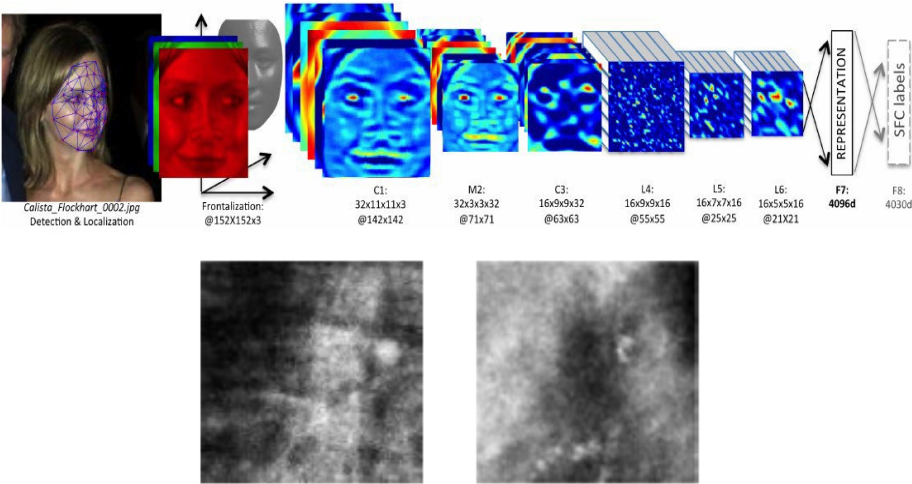 Calista_Flockhart_0002.jpg
Detection & Localization
Frontalization:
@152X152x3
C1:
32x11x11x3
@142x142
M2:
32x3x3x32
@71x71
C3:
16x9x9x32
@63x63
L4:
16x9x9x16
@55x55
L5:
16x7x7x16
@25x25
L6:
16x5x5x16
@21X21
F7:
4096d
F8:
4030d
REPRESENTATION
SFC labels